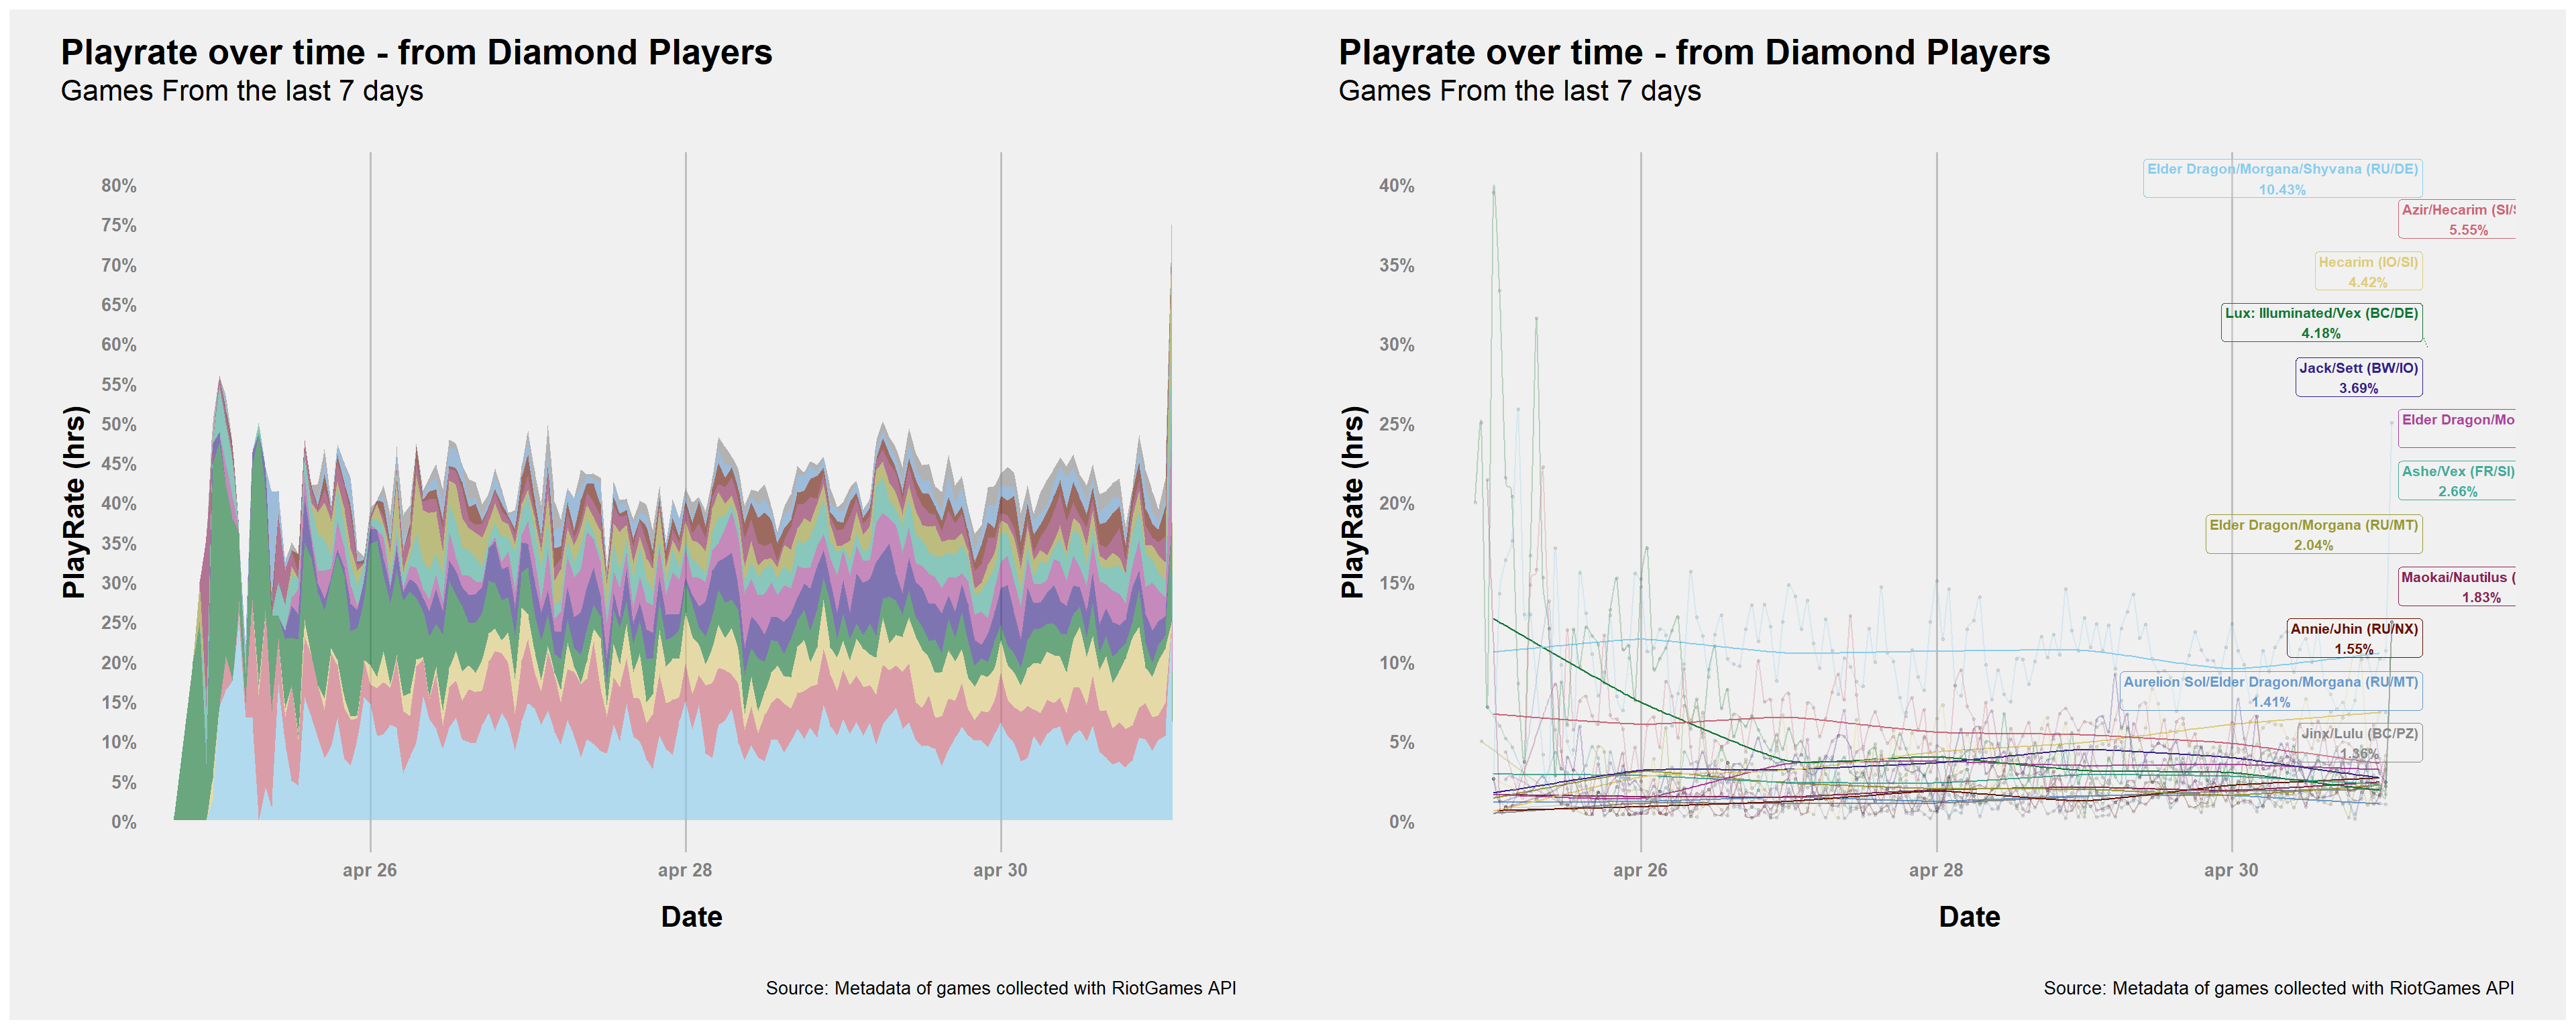 Playrate over time - from Diamond Players
Games From the last 7 days
PlayRate (hrs)
80%
75%
70%
65%
60%
55%
50%
45%
40%
35%
30%
25%
20%
15%
10%
5%
0%
apr 26
apr 28
apr 30
Date
Source: Metadata of games collected with RiotGames API
Playrate over time - from Diamond Players
Games From the last 7 days
PlayRate (hrs)
40%
35%
30%
25%
20%
15%
10%
5%
0%
Elder Dragon/Morgana/Shyvana (RU/DE)
10.43%
Azir/Hecarim (SI/S
5.55%
Hecarim (IO/SI)
4.42%
Lux: Illuminated/Vex (BC/DE)
4.18%
Jack/Sett (BW/IO)
3.69%
Elder Dragon/Mo
Ashe/Vex (FR/SI)
2.66%
Elder Dragon/Morgana (RU/MT)
2.04%
Maokai/Nautilus (
1.83%
Annie/Jhin (RU/NX)
1.55%
Aurelion Sol/Elder Dragon/Morgana (RU/MT)
1.41%
Jinx/Lulu (BC/PZ)
1.36%
apr 26
apr 28
apr 30
Date
Source: Metadata of games collected with RiotGames API